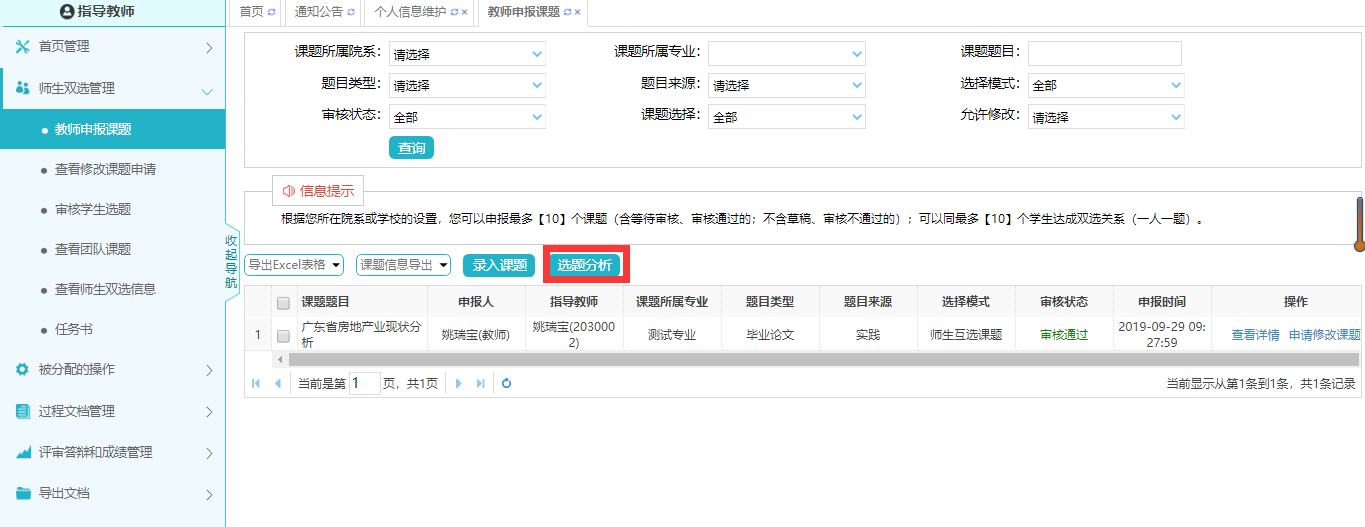 指导教师
首页管理
师生双选管理
教师申报课题
查看修改课题申请
审核学生选题
查看团队课题
查看师生双选信息
任务书
被分配的操作
过程文档管理
评审答辩和成绩管理
导出文档
收起导航
首页 通知公告 个人信息维护 教师申报课题
课题所属院系: 请选择 课题所属专业: 课题题目:
题目类型: 请选择 题目来源: 请选择 选择模式: 全部
审核状态: 全部 课题选择: 全部 允许修改: 请选择
查询
信息提示
根据您所在院系或学校的设置，您可以申报最多【10】个课题（含等待审核、审核通过的；不含草稿、审核不通过的）；可以同最多【10】个学生达成双选关系（一人一题）。
导出Excel表格 课题信息导出 录入课题 选题分析
课题题目 申报人 指导教师 课题所属专业 题目类型 题目来源 选择模式 审核状态 申报时间 操作
1 广东省房地产业现状分析 姚瑞宝(教师) 姚瑞宝(2030002) 测试专业 毕业论文 实践 师生互选课题 审核通过 2019-09-29 09:27:59 查看详情 申请修改课题
当前是第 1 页，共1页 当前显示从第1条到1条，共1条记录